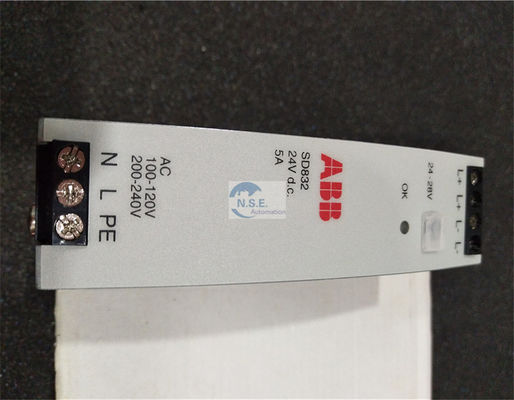 ABB
SD832
24V d.c.
5A
AC
100-120V
200-240V
N L PE
24-28V
OK
L+ L+ L- L-
N.S.E.
Automation